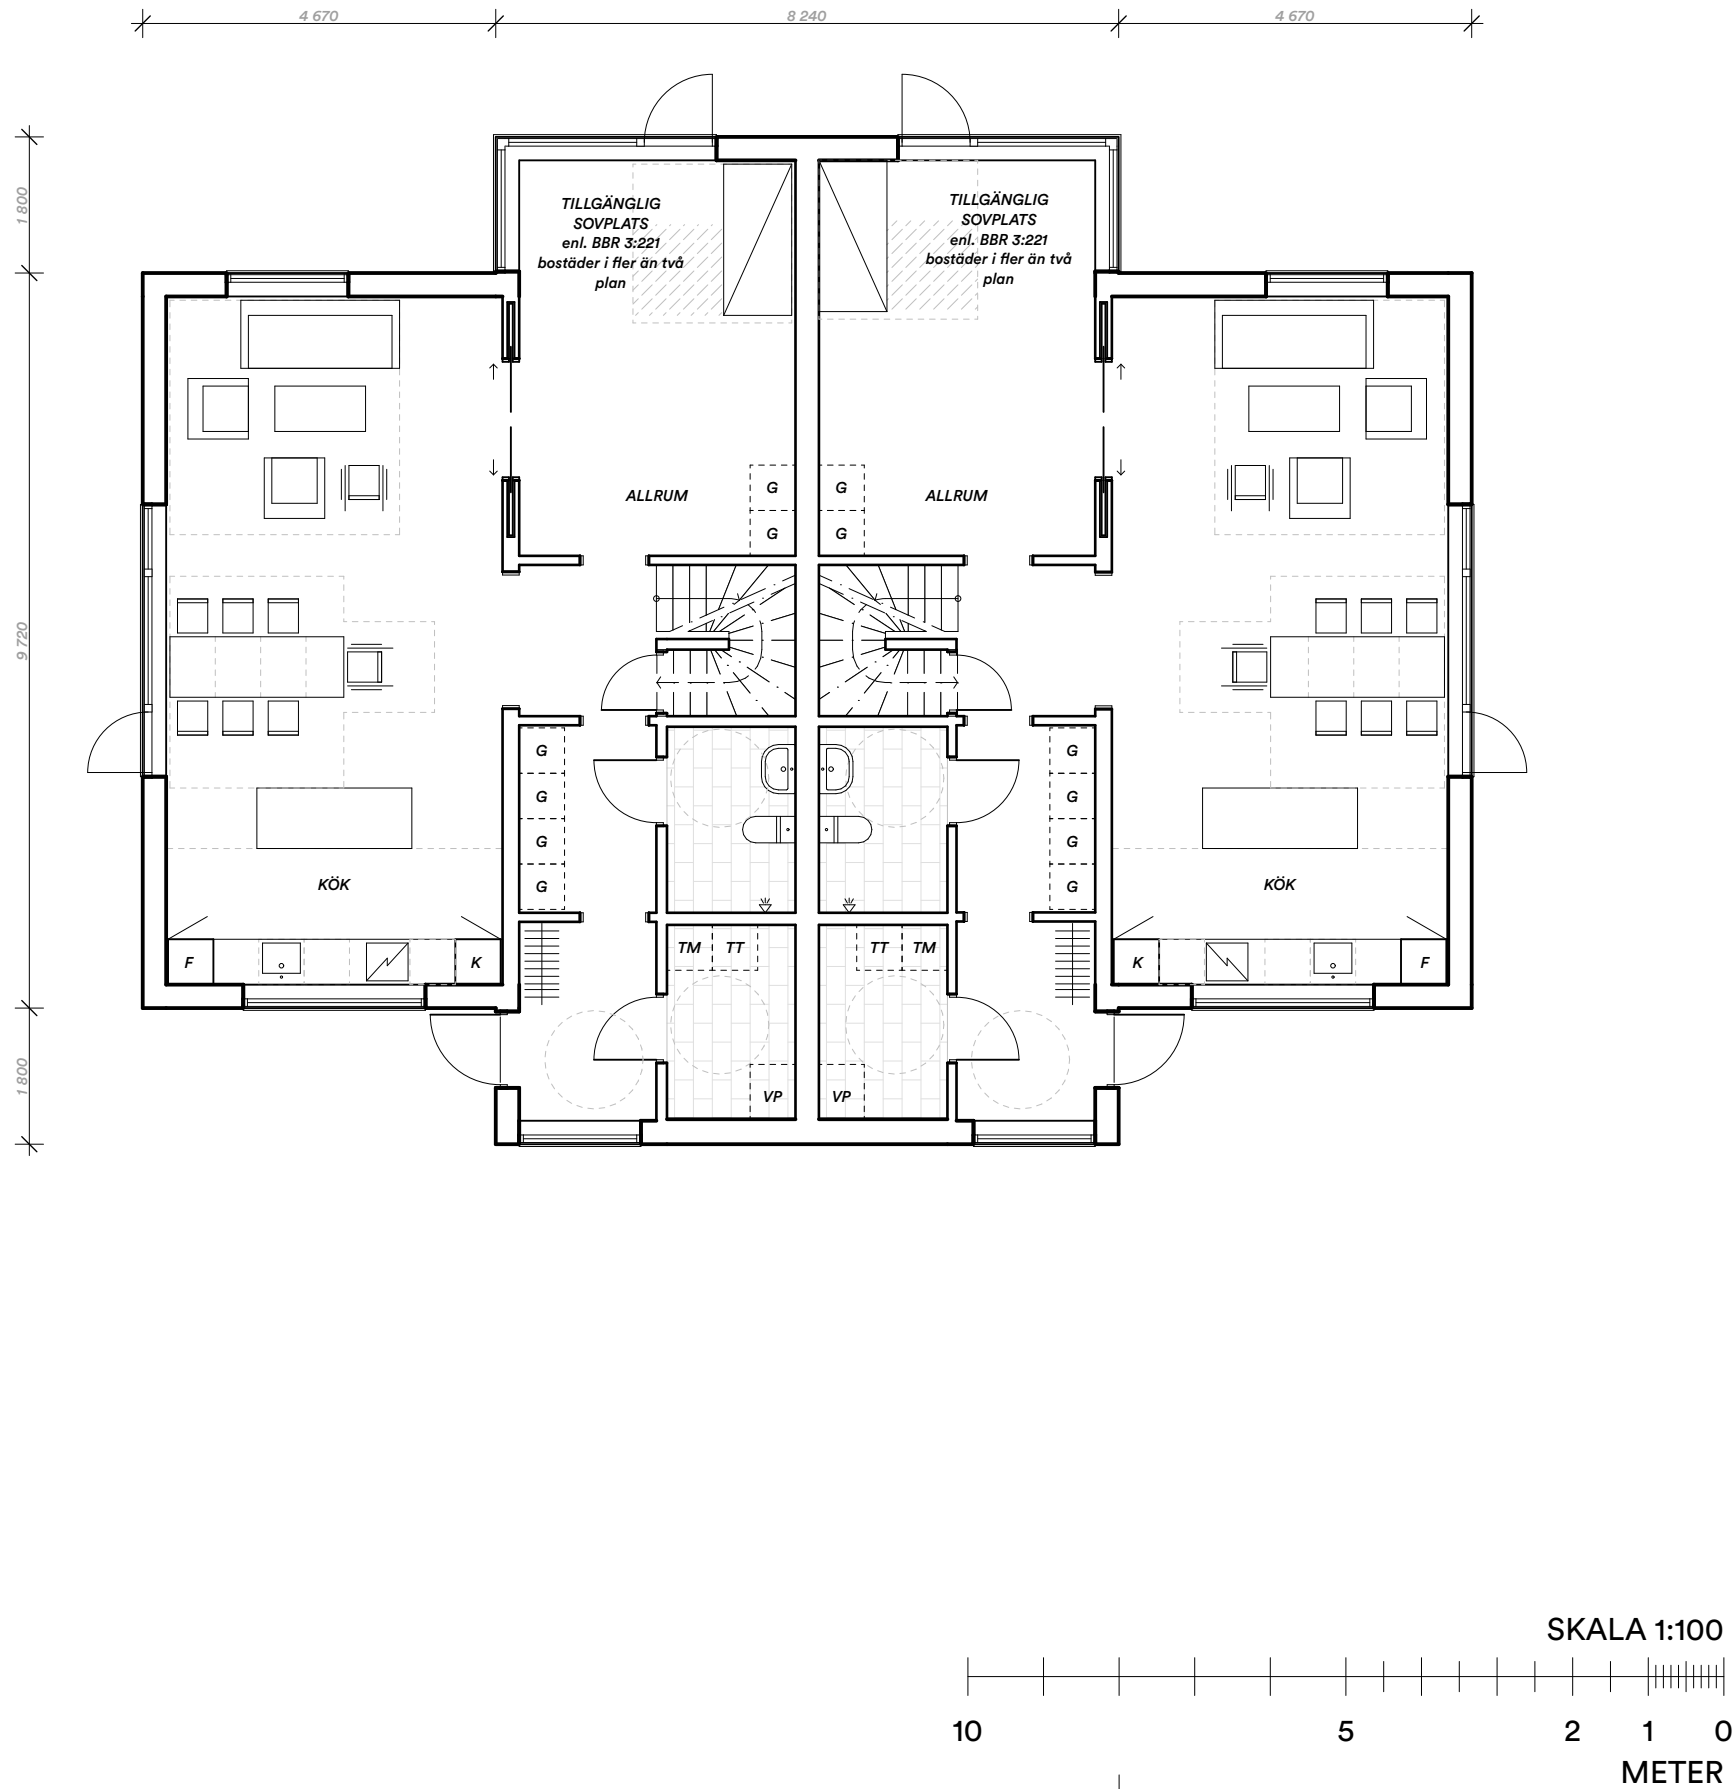 4 670
8 240
4 670
1 800
9 720
1 800
TILLGÄNGLIG
SOVPLATS
enl. BBR 3:221
bostäder i fler än två
plan
TILLGÄNGLIG
SOVPLATS
enl. BBR 3:221
bostäder i fler än två
plan
ALLRUM
G
G
G
G
ALLRUM
G
G
G
G
G
G
G
G
KÖK
KÖK
F
K
TM
TT
TT
TM
K
F
VP
VP
SKALA 1:100
10
5
2
1
0
METER